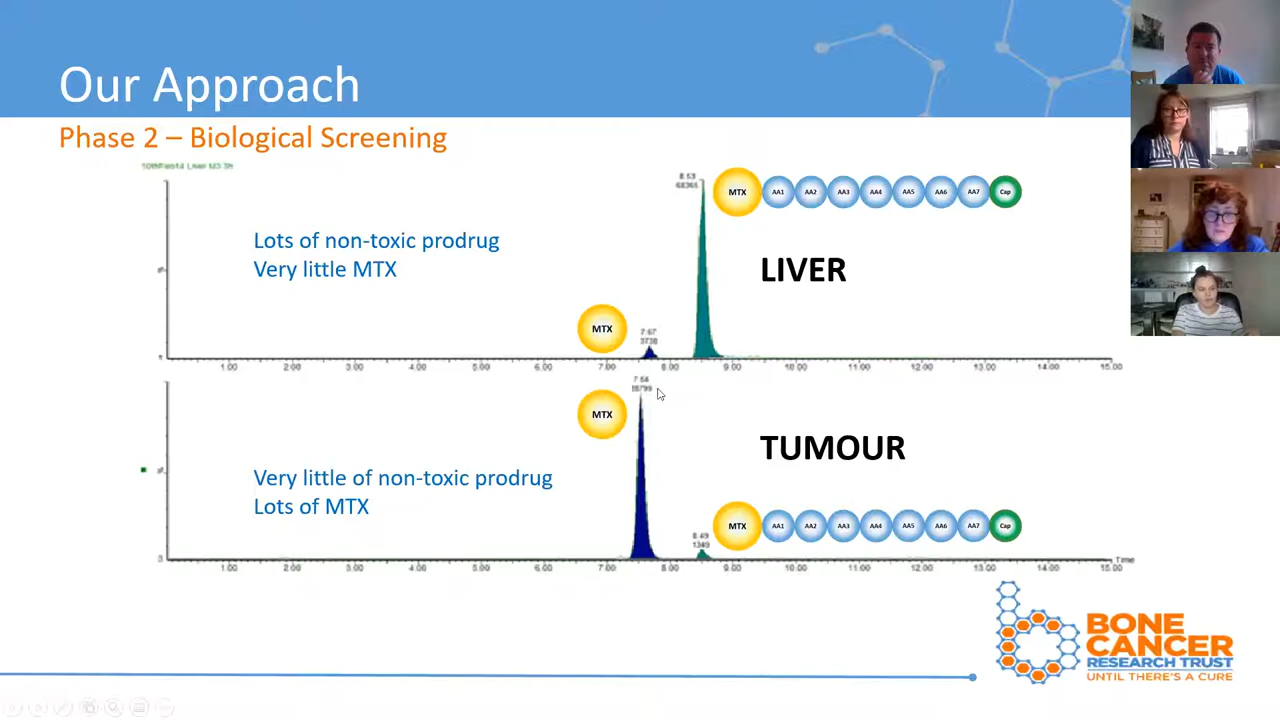 Our Approach
Phase 2 – Biological Screening
8.53
68365
MTX AA1 AA2 AA3 AA4 AA5 AA6 AA7 Cap
Lots of non-toxic prodrug
Very little MTX
LIVER
MTX
7.67
3738
1.00 2.00 3.00 4.00 5.00 6.00 7.00 8.00 9.00 10.00 11.00 12.00 13.00 14.00 15.00
MTX
TUMOUR
Very little of non-toxic prodrug
Lots of MTX
MTX AA1 AA2 AA3 AA4 AA5 AA6 AA7 Cap
8.49
1349
Time
1.00 2.00 3.00 4.00 5.00 6.00 7.00 8.00 9.00 10.00 11.00 12.00 13.00 14.00 15.00
BONE
CANCER
RESEARCH TRUST
UNTIL THERE'S A CURE